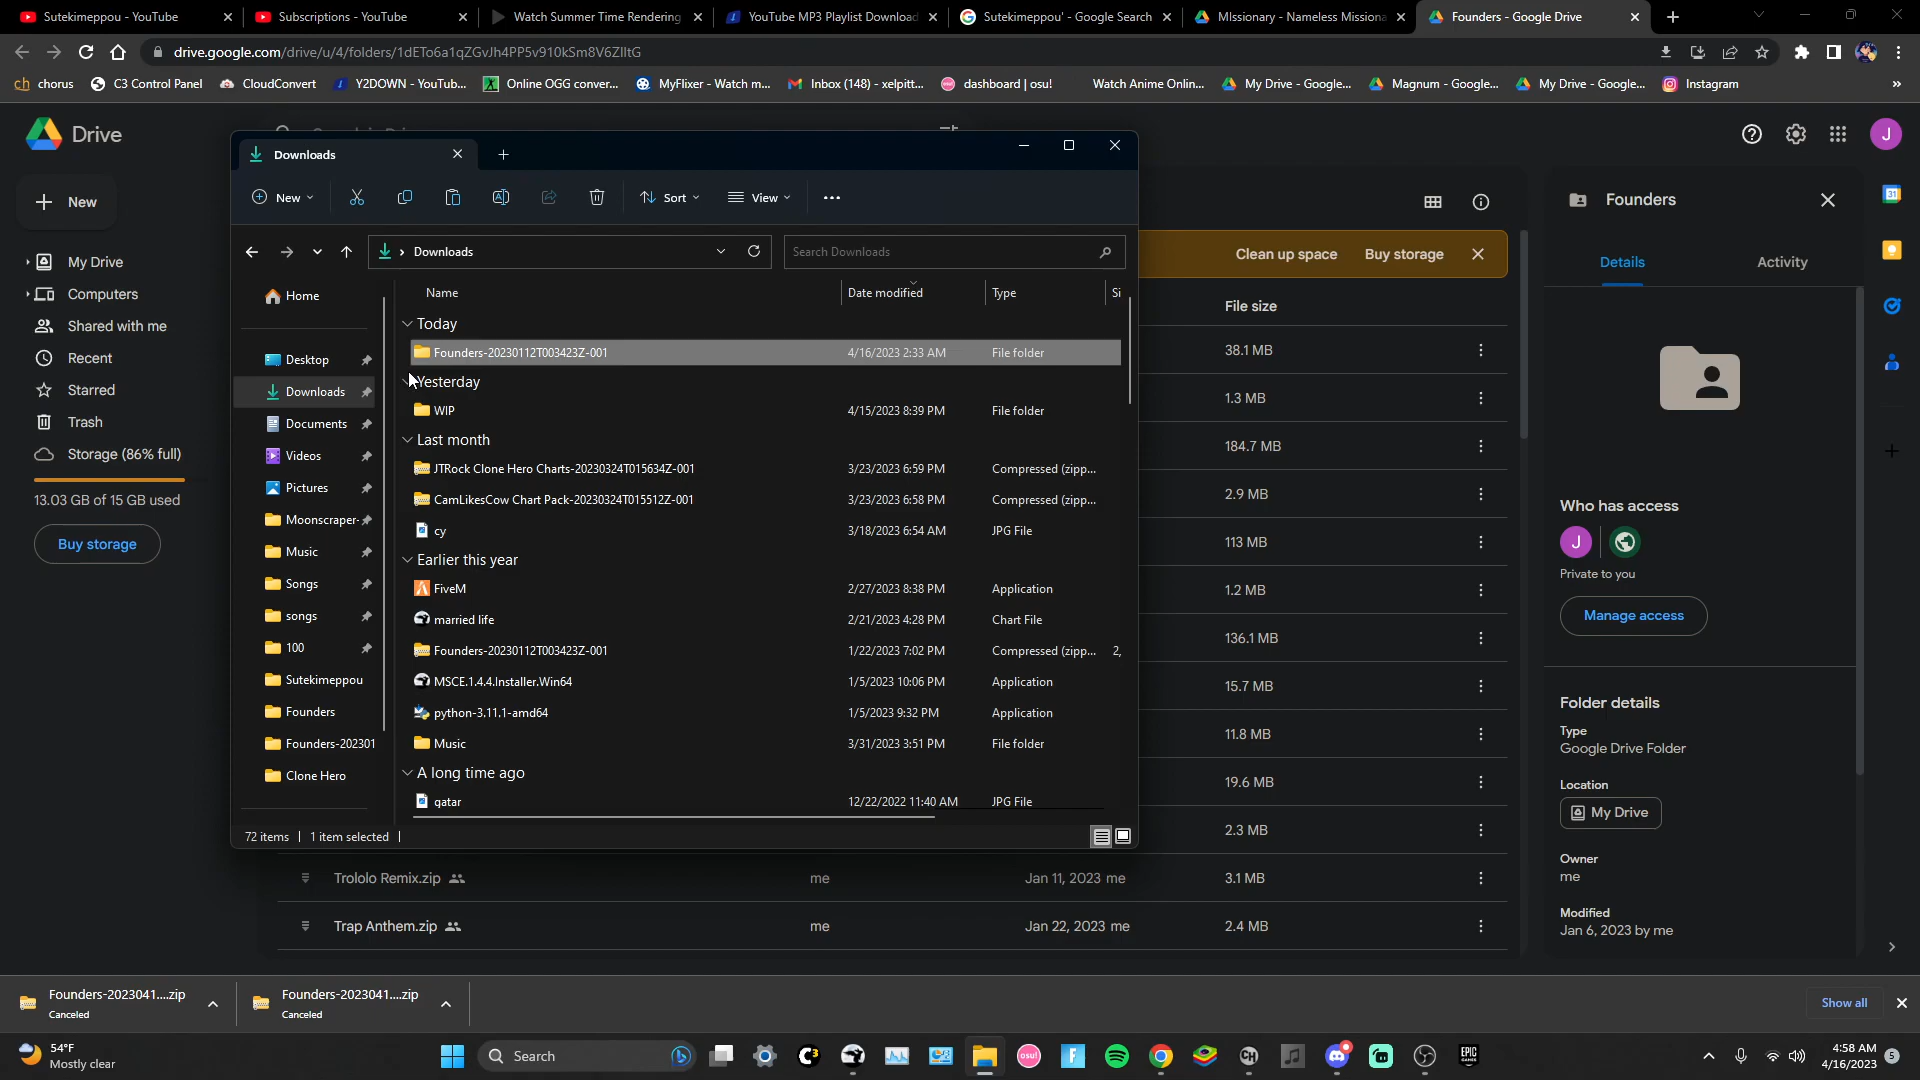 Sutekimeppou - YouTube
Subscriptions - YouTube
Watch Summer Time Rendering
YouTube MP3 Playlist Download
Sutekimeppou' - Google Search
MIssionary - Nameless Missiona
Founders - Google Drive
drive.google.com/drive/u/4/folders/1dETo6a1qZGvJh4PP5v910kSm8V6ZIltG
chorus
C3 Control Panel
CloudConvert
Y2DOWN - YouTub...
Online OGG conver...
MyFlixer - Watch m...
Inbox (148) - xelpitt...
dashboard | osu!
Watch Anime Onlin...
My Drive - Google...
Magnum - Google...
My Drive - Google...
Instagram
Drive
New
My Drive
Computers
Shared with me
Recent
Starred
Trash
Storage (86% full)
13.03 GB of 15 GB used
Buy storage
Downloads
New
Sort
View
Downloads
Search Downloads
Home
Desktop
Downloads
Documents
Videos
Pictures
Moonscraper-
Music
Songs
songs
100
Sutekimeppou
Founders
Founders-202301
Clone Hero
Name Date modified Type Si
Today
Founders-20230112T003423Z-001 4/16/2023 2:33 AM File folder
Yesterday
WIP 4/15/2023 8:39 PM File folder
Last month
JTRock Clone Hero Charts-20230324T015634Z-001 3/23/2023 6:59 PM Compressed (zipp...
CamLikesCow Chart Pack-20230324T015512Z-001 3/23/2023 6:58 PM Compressed (zipp...
cy 3/18/2023 6:54 AM JPG File
Earlier this year
FiveM 2/27/2023 8:38 PM Application
married life 2/21/2023 4:28 PM Chart File
Founders-20230112T003423Z-001 1/22/2023 7:02 PM Compressed (zipp... 2,
MSCE.1.4.4.Installer.Win64 1/5/2023 10:06 PM Application
python-3.11.1-amd64 1/5/2023 9:32 PM Application
Music 3/31/2023 3:51 PM File folder
A long time ago
qatar 12/22/2022 11:40 AM JPG File
72 items 1 item selected
Clean up space Buy storage
File size
38.1 MB
1.3 MB
184.7 MB
2.9 MB
113 MB
1.2 MB
136.1 MB
15.7 MB
11.8 MB
19.6 MB
2.3 MB
Trololo Remix.zip me Jan 11, 2023 me 3.1 MB
Trap Anthem.zip me Jan 22, 2023 me 2.4 MB
J
Founders
Details Activity
Who has access
J
Private to you
Manage access
Folder details
Type
Google Drive Folder
Location
My Drive
Owner
me
Modified
Jan 6, 2023 by me
31
Founders-2023041....zip
Canceled
Founders-2023041....zip
Canceled
Show all
54°F
Mostly clear
Search
osu!
EPIC GAMES
4:58 AM
4/16/2023
5